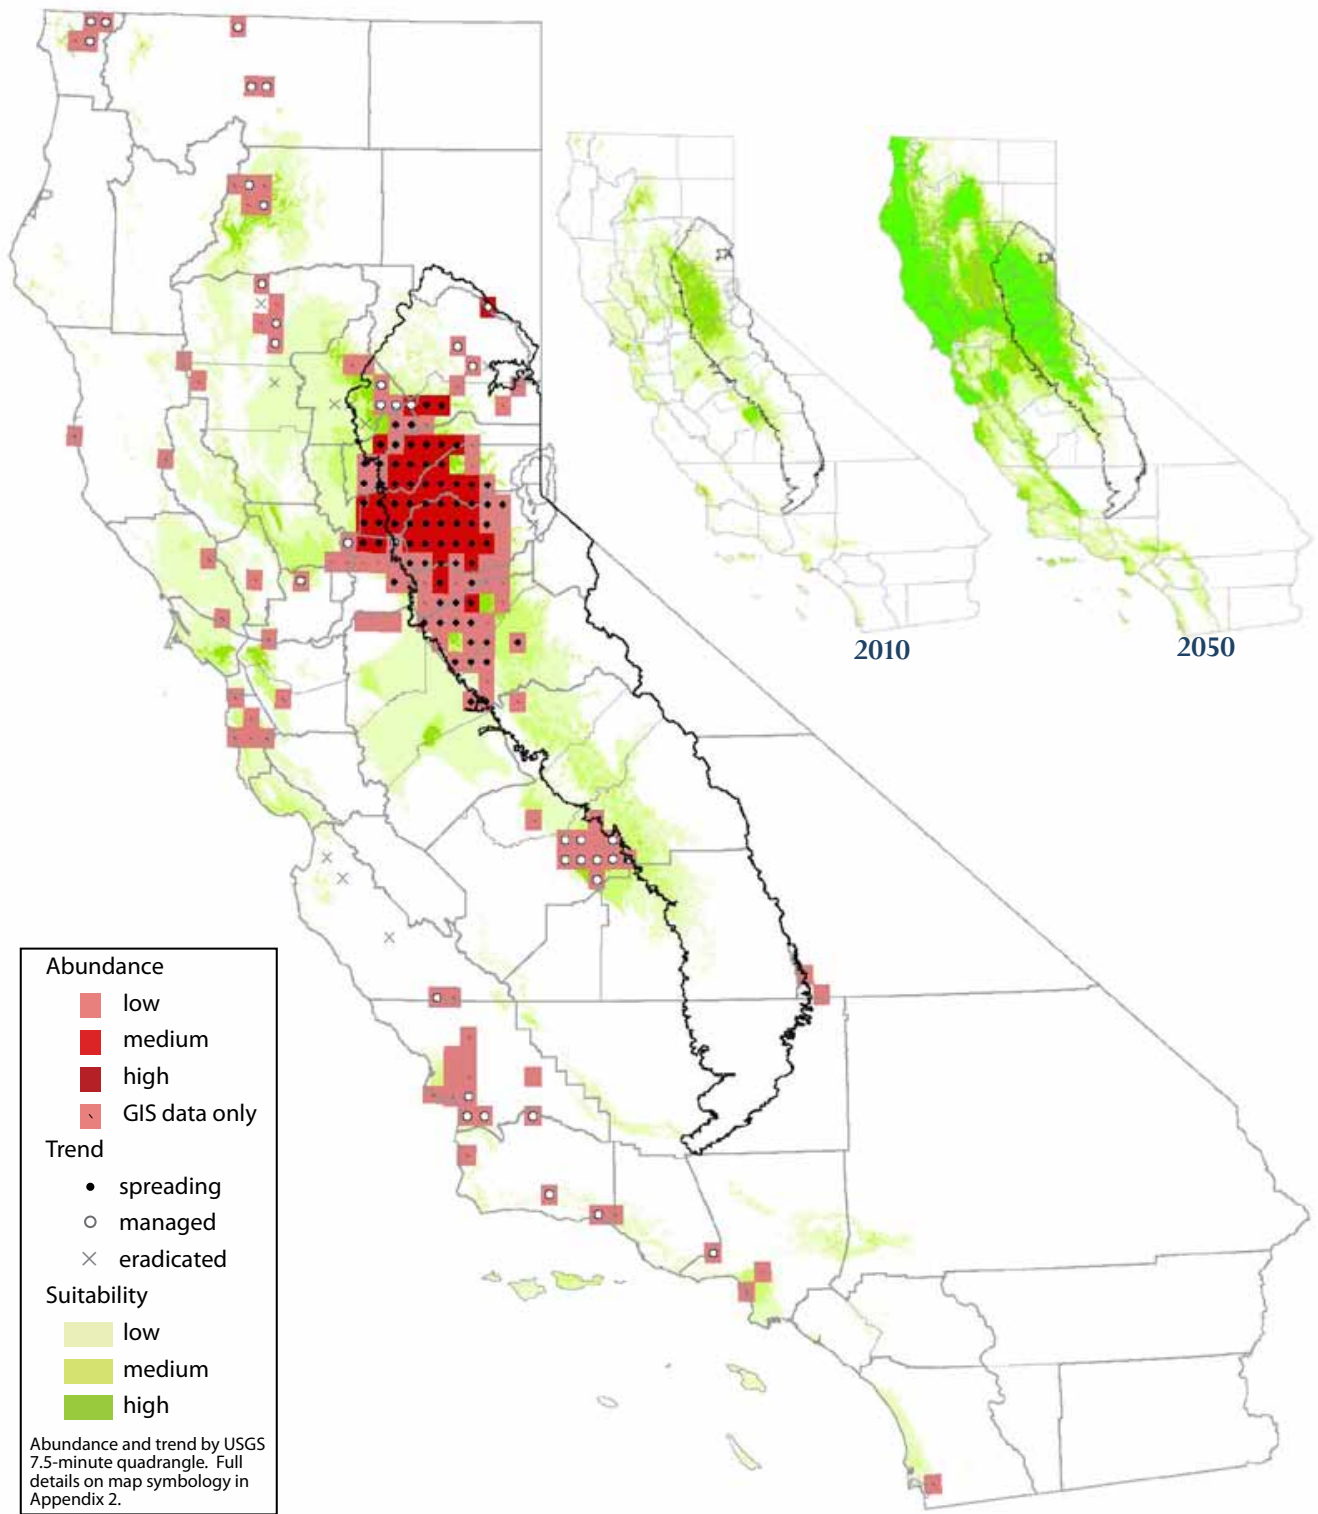 2010
2050
Abundance
low
medium
high
GIS data only
Trend
spreading
managed
eradicated
Suitability
low
medium
high
Abundance and trend by USGS
7.5-minute quadrangle. Full
details on map symbology in
Appendix 2.